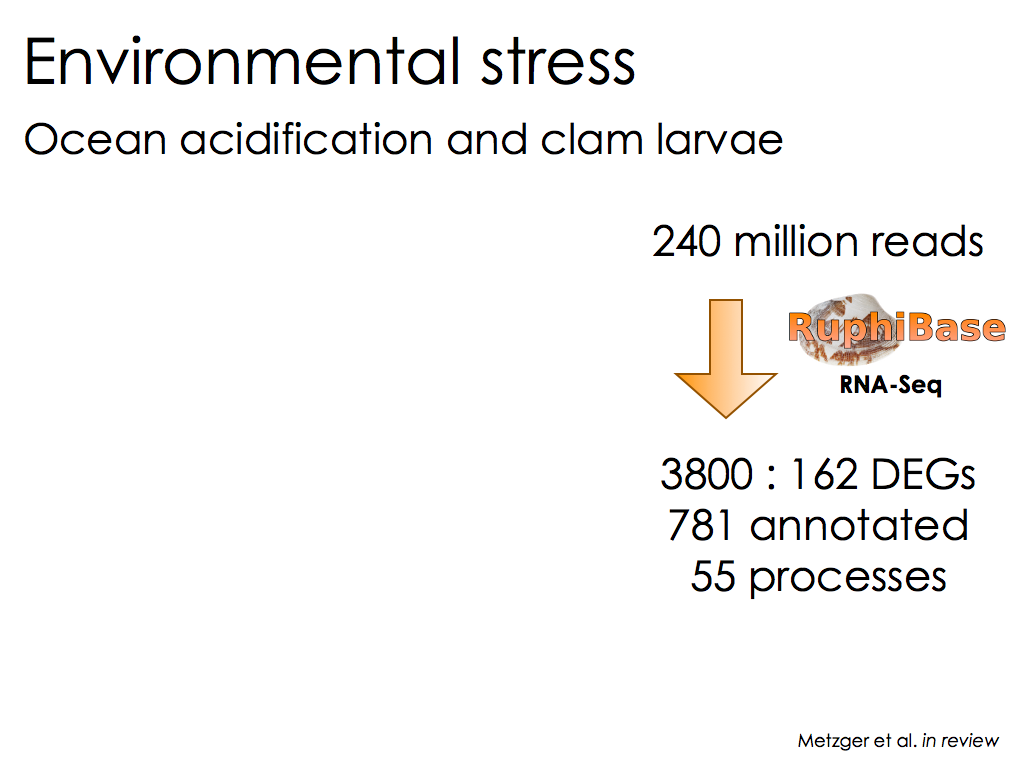 Environmental stress
Ocean acidification and clam larvae
240 million reads
RuphiBase
RNA-Seq
3800 : 162 DEGs
781 annotated
55 processes
Metzger et al. in review